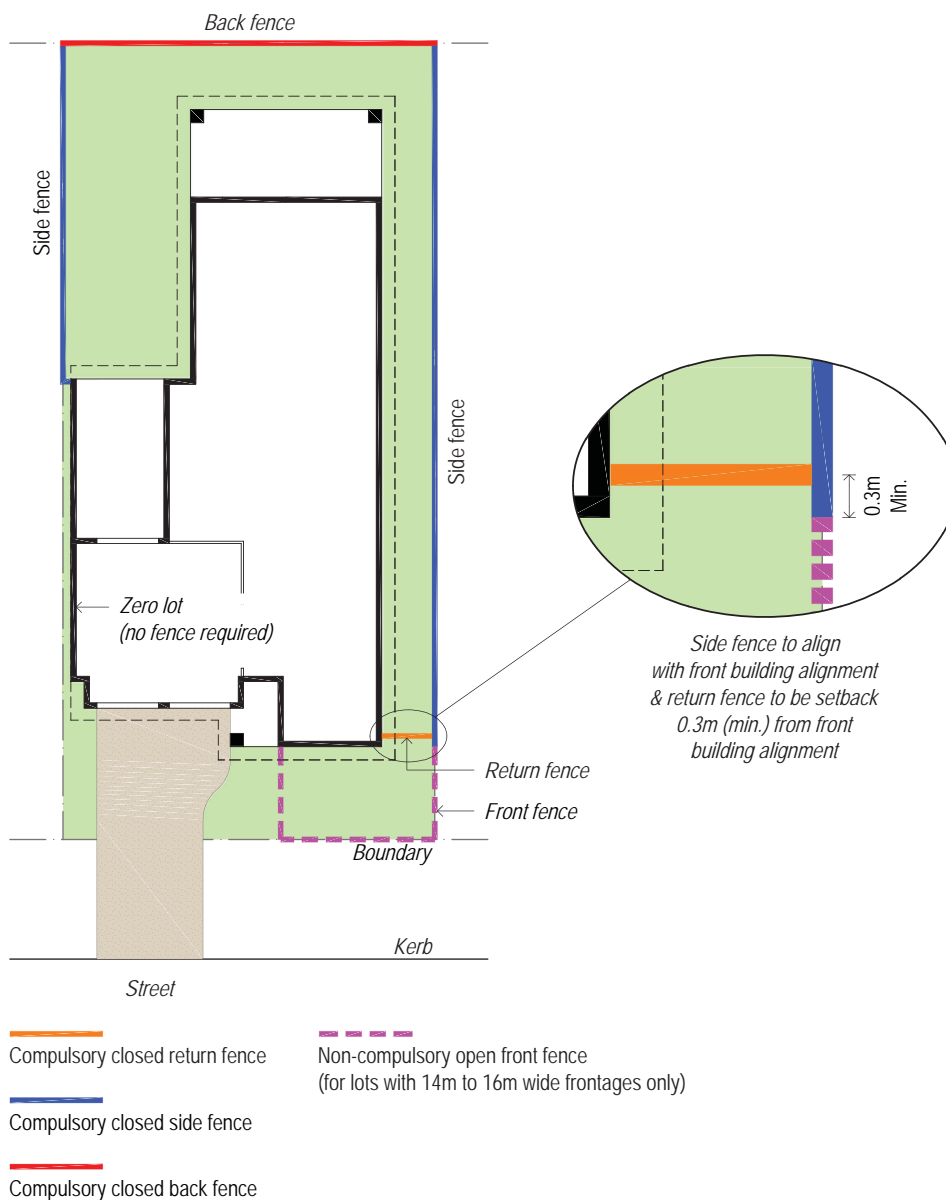 Back fence
Side fence
Side fence
0.3m
Min.
Zero lot
(no fence required)
Side fence to align
with front building alignment
& return fence to be setback
0.3m (min.) from front
building alignment
Return fence
Front fence
Boundary
Kerb
Street
Compulsory closed return fence
Non-compulsory open front fence
(for lots with 14m to 16m wide frontages only)
Compulsory closed side fence
Compulsory closed back fence